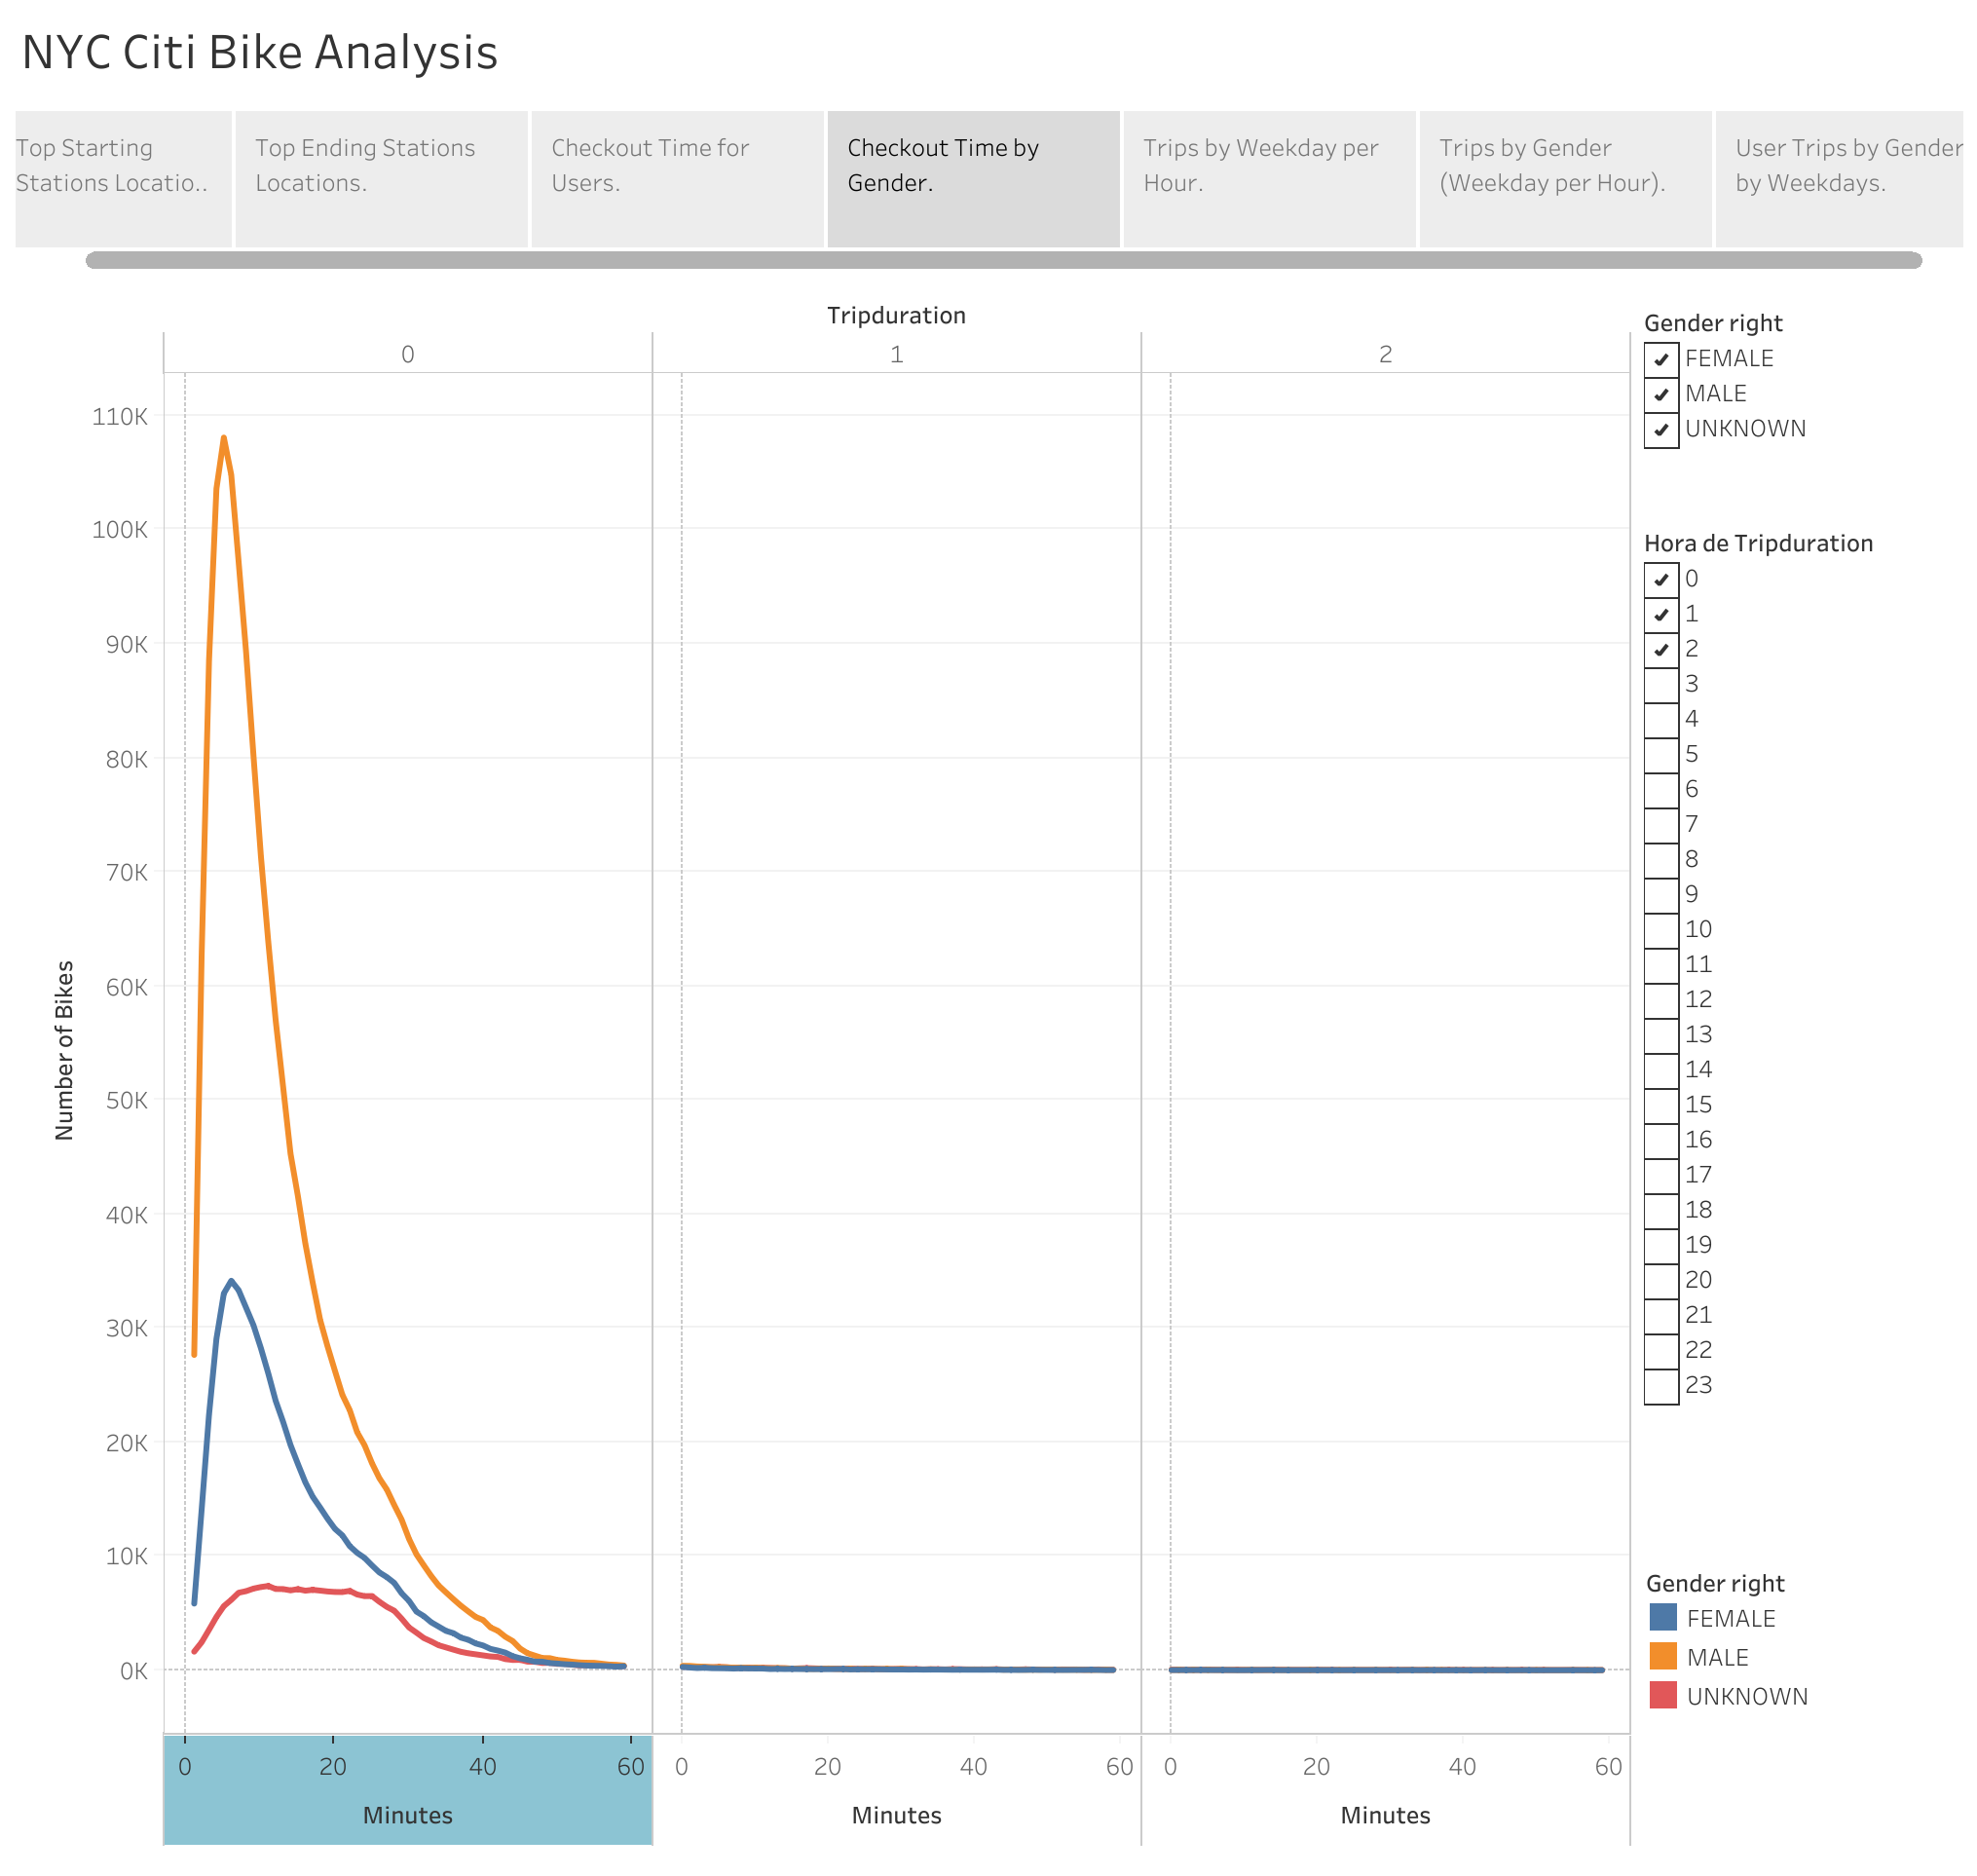 NYC Citi Bike Analysis
Top Starting
Stations Locatio..
Top Ending Stations
Locations.
Checkout Time for
Users.
Checkout Time by
Gender.
Trips by Weekday per
Hour.
Trips by Gender
(Weekday per Hour).
User Trips by Gender
by Weekdays.
Tripduration
0 1 2
110K
100K
90K
80K
70K
60K
50K
40K
30K
20K
10K
0K
Number of Bikes
0 20 40 60 0 20 40 60 0 20 40 60
Minutes Minutes Minutes
Gender right
FEMALE
MALE
UNKNOWN
Hora de Tripduration
0
1
2
3
4
5
6
7
8
9
10
11
12
13
14
15
16
17
18
19
20
21
22
23
Gender right
FEMALE
MALE
UNKNOWN